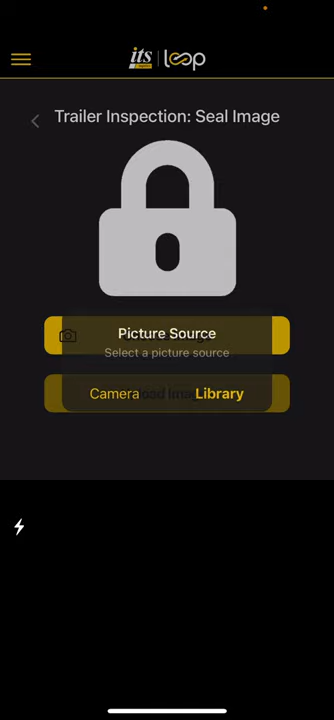 its loop
Trailer Inspection: Seal Image
Picture Source
Select a picture source
Camera
Library